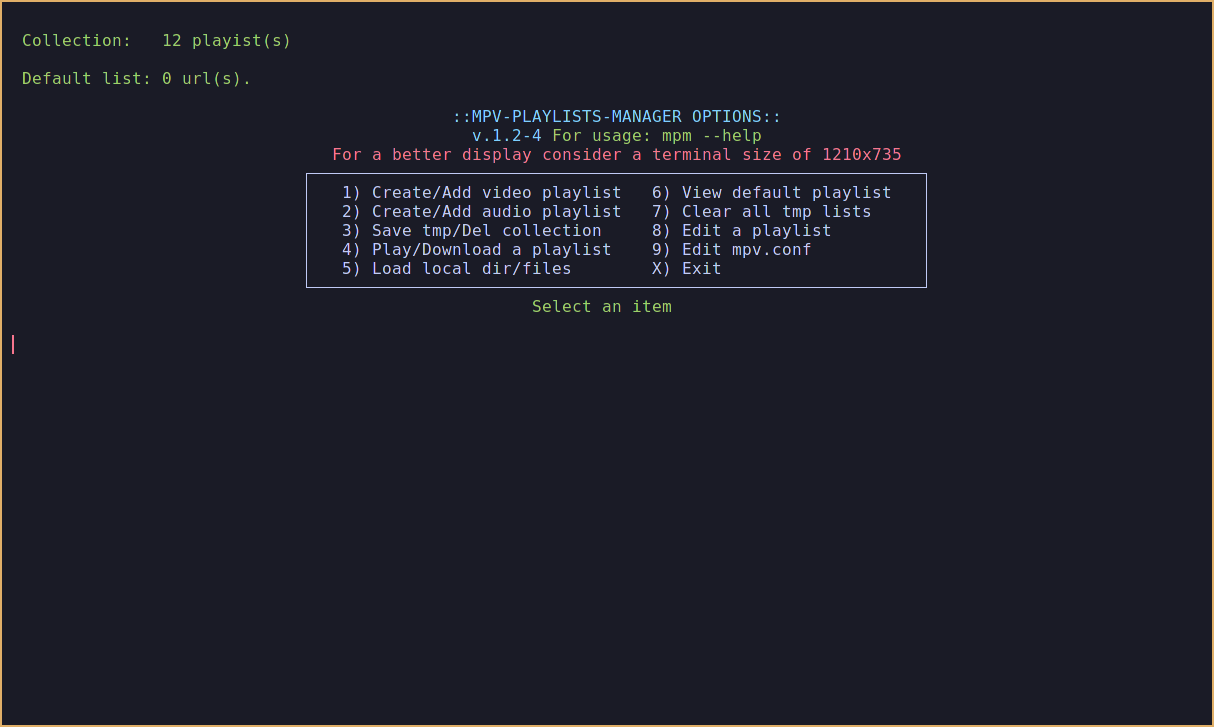 Collection:   12 playist(s)
Default list: 0 url(s).
::MPV-PLAYLISTS-MANAGER OPTIONS::
v.1.2-4 For usage: mpm --help
For a better display consider a terminal size of 1210x735
1) Create/Add video playlist   6) View default playlist
2) Create/Add audio playlist   7) Clear all tmp lists
3) Save tmp/Del collection     8) Edit a playlist
4) Play/Download a playlist    9) Edit mpv.conf
5) Load local dir/files        X) Exit
Select an item